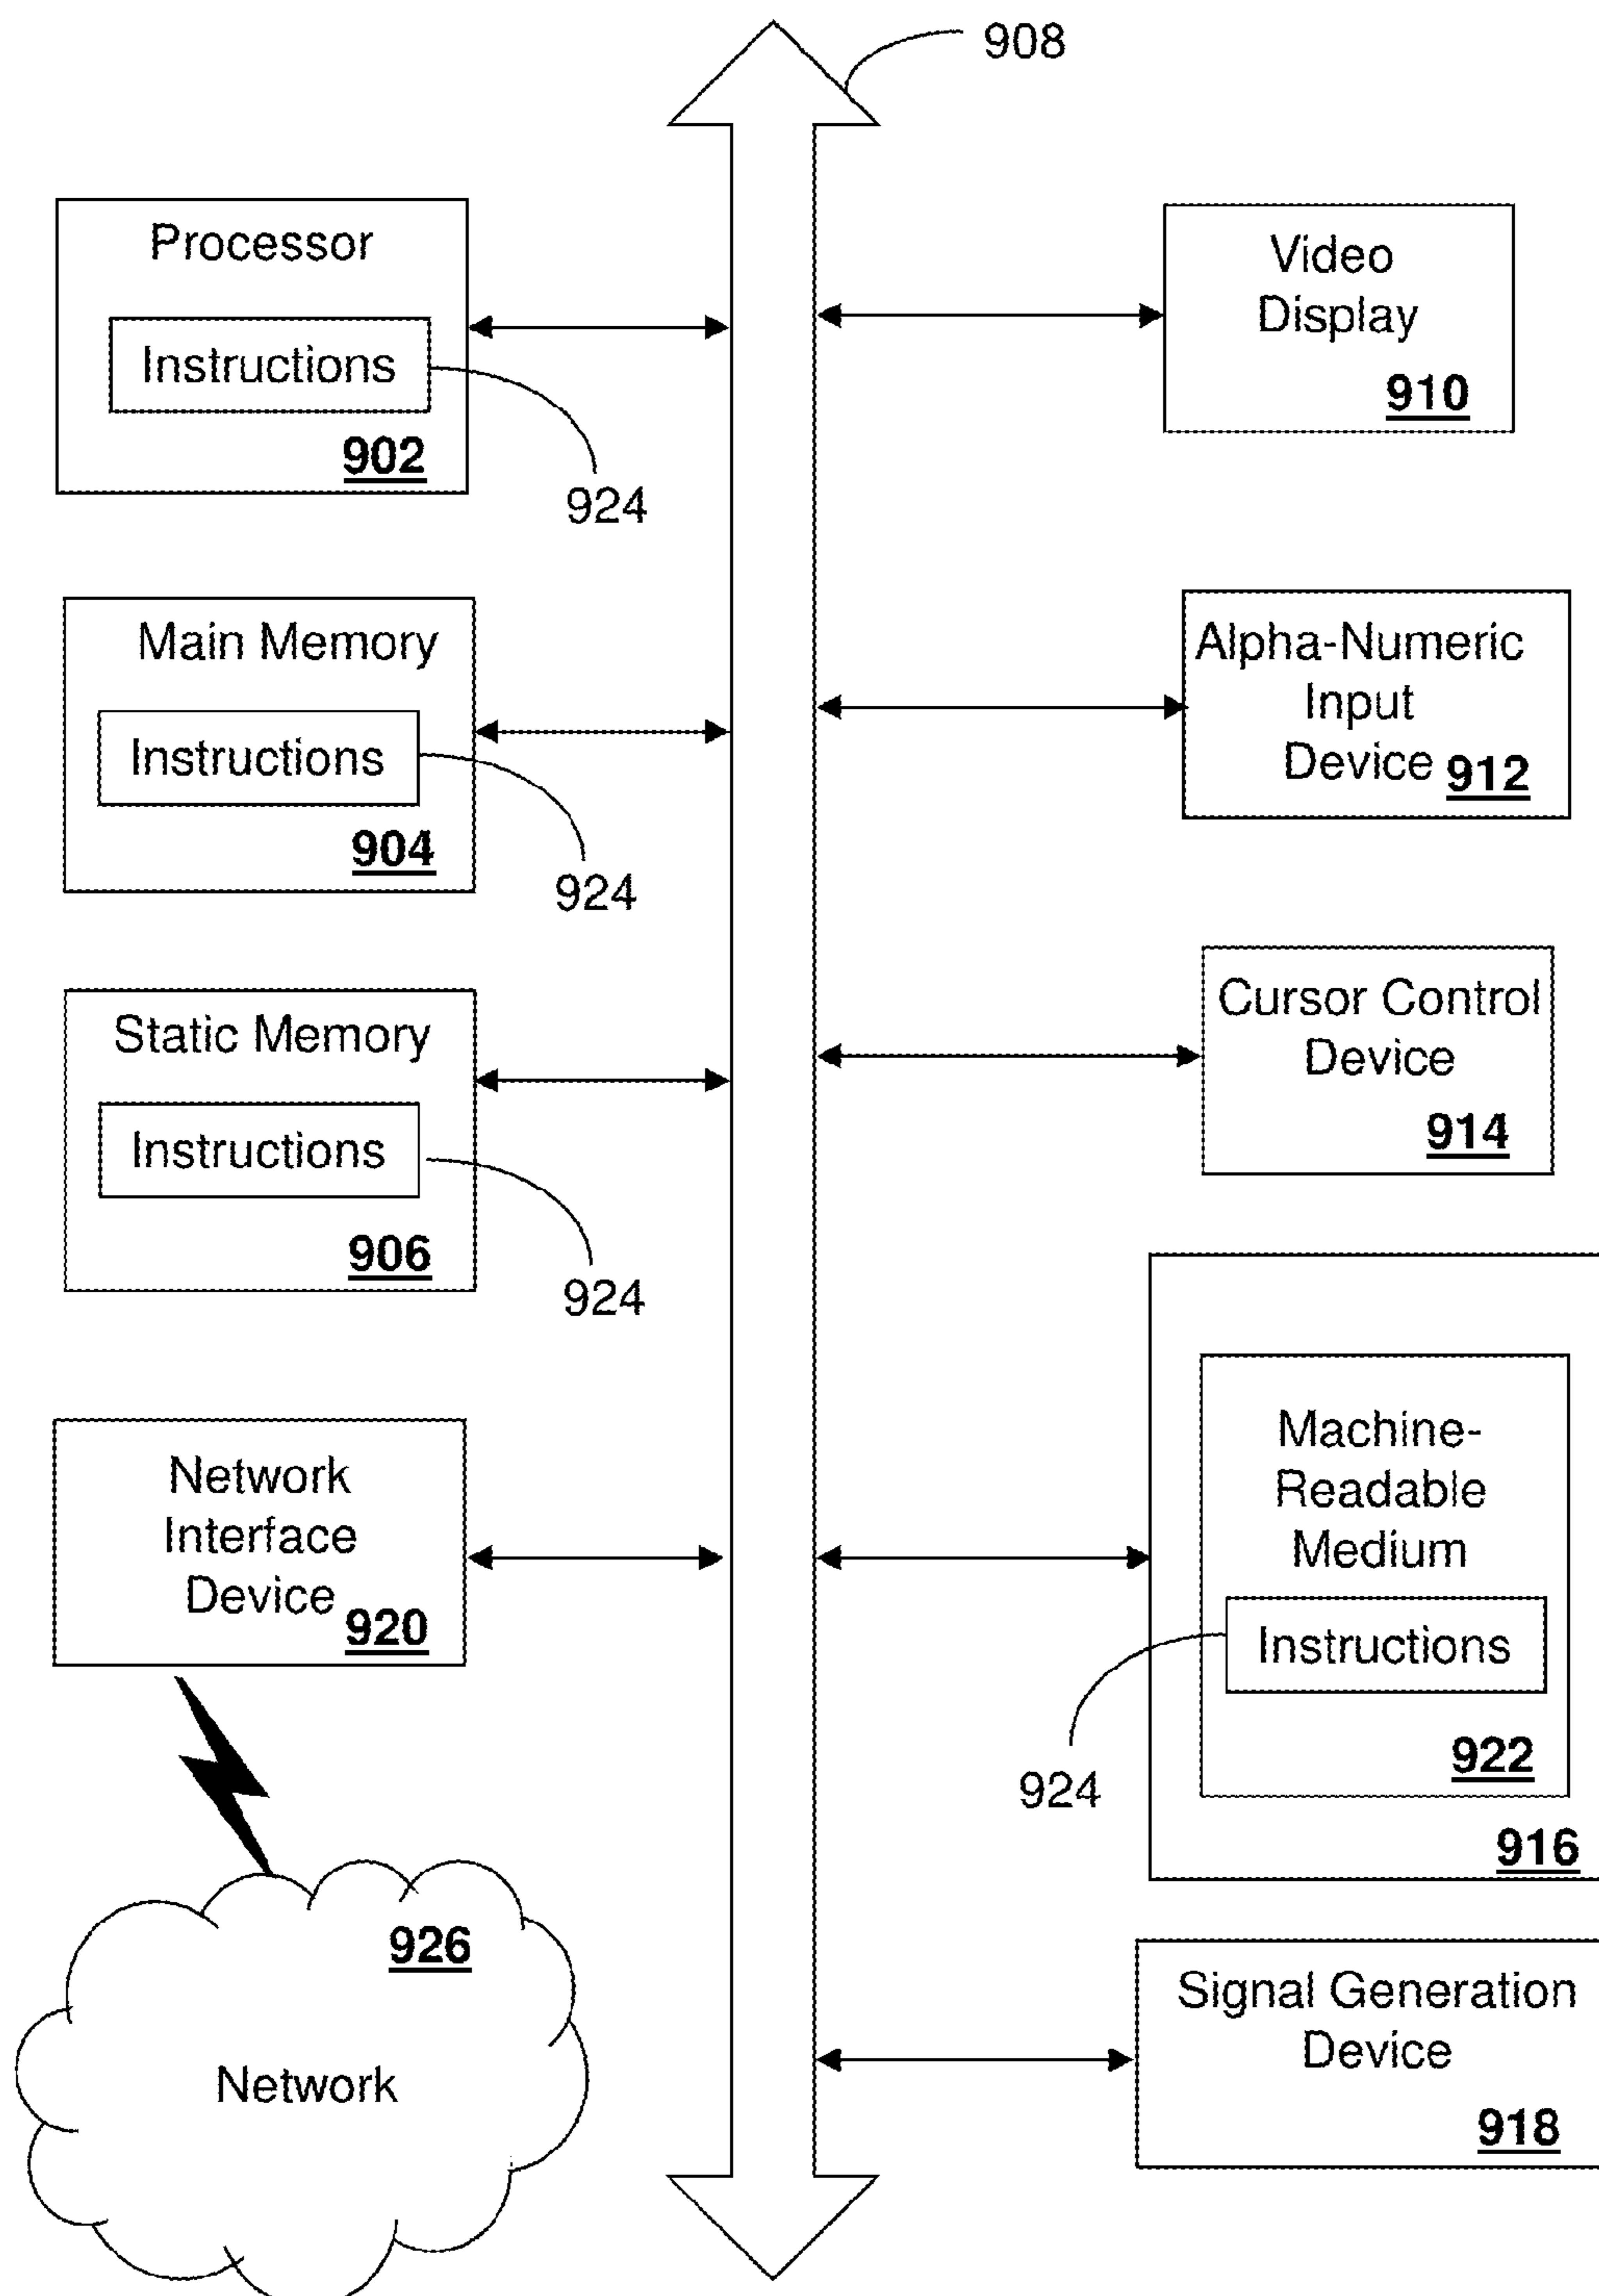 908
Processor
Instructions
902
924
Main Memory
Instructions
904
924
Static Memory
Instructions
906
924
Network
Interface
Device
920
926
Network
Video
Display
910
Alpha-Numeric
Input
Device
912
Cursor Control
Device
914
Machine-
Readable
Medium
Instructions
922
924
916
Signal Generation
Device
918